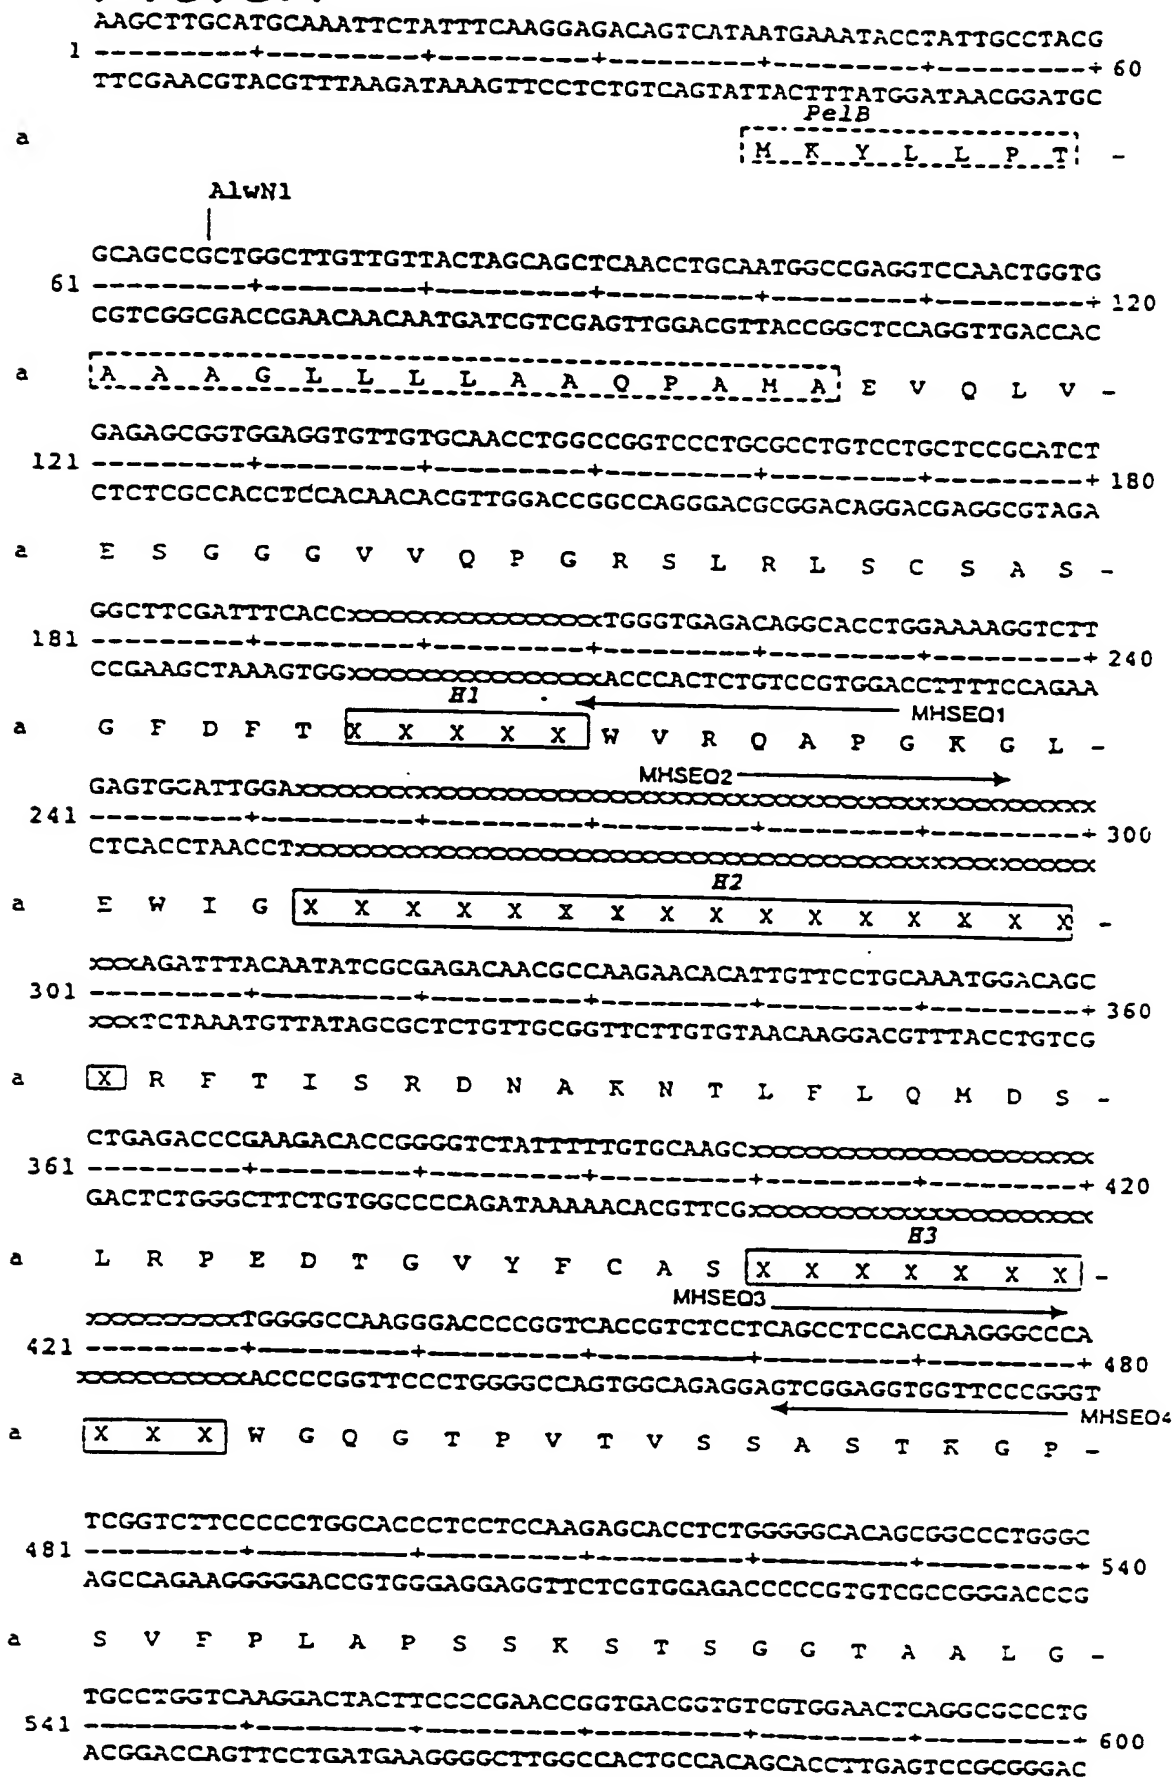 AAGCTTGCATGCAAATTCTATTTCAAGGAGACAGTCATAATGAAATACCTATTGCCTACG
1 ---------+---------+---------+---------+---------+---------+ 60
TTCGAACGTACGTTTAAGATAAAGTTCCTCTGTCAGTATTACTTTATGGATAACGGATGC
PelB
a M K Y L L P T -
AlwN1
GCAGCCGCTGGCTTGTTGTTACTAGCAGCTCAACCTGCAATGGCCGAGGTCCAACTGGTG
61 ---------+---------+---------+---------+---------+---------+ 120
CGTCGGCGACCGAACAACAATGATCGTCGAGTTGGACGTTACCGGCTCCAGGTTGACCAC
a A A A G L L L L A A Q P A M A E V Q L V -
GAGAGCGGTGGAGGTGTTGTGCAACCTGGCCGGTCCCTGCGCCTGTCCTGCTCCGCATCT
121 ---------+---------+---------+---------+---------+---------+ 180
CTCTCGCCACCTCCACAACACGTTGGACCGGCCAGGGACGCGGACAGGACGAGGCGTAGA
a E S G G G V V Q P G R S L R L S C S A S -
GGCTTCGATTTCACCxxxxxxxxxxxxxxxTGGGTGAGACAGGCACCTGGAAAAGGTCTT
181 ---------+---------+---------+---------+---------+---------+ 240
CCGAAGCTAAAGTGGxxxxxxxxxxxxxxxACCCACTCTGTCCGTGGACCTTTTCCAGAA
H1 MHSEQ1
a G F D F T X X X X X W V R Q A P G K G L -
MHSEQ2
GAGTGGATTGGAxxxxxxxxxxxxxxxxxxxxxxxxxxxxxxxxxxxxxxxxxxxxxxxx
241 ---------+---------+---------+---------+---------+---------+ 300
CTCACCTAACCTxxxxxxxxxxxxxxxxxxxxxxxxxxxxxxxxxxxxxxxxxxxxxxxx
H2
a E W I G X X X X X X X X X X X X X X X X -
xxxAGATTTACAATATCGCGAGACAACGCCAAGAACACATTGTTCCTGCAAATGGACAGC
301 ---------+---------+---------+---------+---------+---------+ 360
xxxTCTAAATGTTATAGCGCTCTGTTGCGGTTCTTGTGTAACAAGGACGTTTACCTGTCG
a X R F T I S R D N A K N T L F L Q M D S -
CTGAGACCCGAAGACACCGGGGTCTATTTTTGTGCAAGCxxxxxxxxxxxxxxxxxxxxx
361 ---------+---------+---------+---------+---------+---------+ 420
GACTCTGGGCTTCTGTGGCCCCAGATAAAAACACGTTCGxxxxxxxxxxxxxxxxxxxxx
H3
a L R P E D T G V Y F C A S X X X X X X X -
MHSEQ3
xxxxxxxxxTGGGGCCAAGGGACCCCGGTCACCGTCTCCTCAGCCTCCACCAAGGGCCCA
421 ---------+---------+---------+---------+---------+---------+ 480
xxxxxxxxxACCCCGGTTCCCTGGGGCCAGTGGCAGAGGAGTCGGAGGTGGTTCCCGGGT
MHSEQ4
a X X X W G Q G T P V T V S S A S T K G P -
TCGGTCTTCCCCCTGGCACCCTCCTCCAAGAGCACCTCTGGGGGCACAGCGGCCCTGGGC
481 ---------+---------+---------+---------+---------+---------+ 540
AGCCAGAAGGGGGACCGTGGGAGGAGGTTCTCGTGGAGACCCCCGTGTCGCCGGGACCCG
a S V F P L A P S S K S T S G G T A A L G -
TGCCTGGTCAAGGACTACTTCCCCGAACCGGTGACGGTGTCGTGGAACTCAGGCGCCCTG
541 ---------+---------+---------+---------+---------+---------+ 600
ACGGACCAGTTCCTGATGAAGGGGCTTGGCCACTGCCACAGCACCTTGAGTCCGCGGGAC